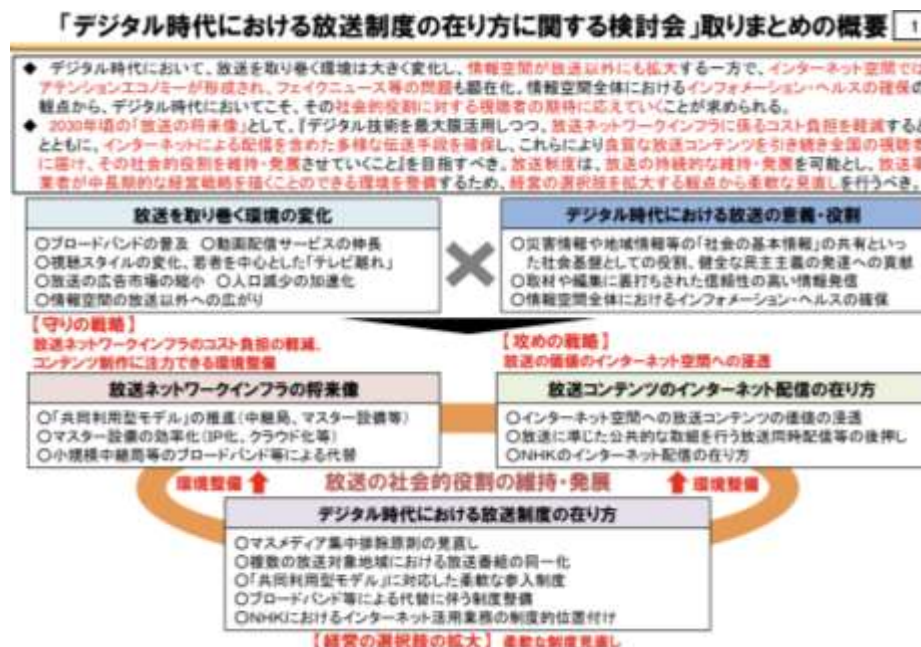 「デジタル時代における放送制度の在り方に関する検討会」取りまとめの概要
1
◆ デジタル時代において、放送を取り巻く環境は大きく変化し、情報空間が放送以外にも拡大する一方で、インターネット空間では
アテンションエコノミーが形成され、フェイクニュース等の問題も顕在化。情報空間全体におけるインフォメーション・ヘルスの確保の
観点から、デジタル時代においてこそ、その社会的役割に対する視聴者の期待に応えていくことが求められる。
◆ 2030年頃の「放送の将来像」として、『デジタル技術を最大限活用しつつ、放送ネットワークインフラに係るコスト負担を軽減する
とともに、インターネットによる配信を含めた多様な伝送手段を確保し、これらにより良質な放送コンテンツを引き続き全国の視聴者
に届け、その社会的役割を維持・発展させていくこと』を目指すべき。放送制度は、放送の持続的な維持・発展を可能とし、放送
業者が中長期的な経営戦略を描くことのできる環境を整備するため、経営の選択肢を拡大する観点から柔軟な見直しを行うべき。
放送を取り巻く環境の変化
○ブロードバンドの普及 ○動画配信サービスの伸長
○視聴スタイルの変化、若者を中心とした「テレビ離れ」
○放送の広告市場の縮小 ○人口減少の加速化
○情報空間の放送以外への広がり
デジタル時代における放送の意義・役割
○災害情報や地域情報等の「社会の基本情報」の共有といっ
た社会基盤としての役割、健全な民主主義の発達への貢献
○取材や編集に裏打ちされた信頼性の高い情報発信
○情報空間全体におけるインフォメーション・ヘルスの確保
【守りの戦略】
放送ネットワークインフラのコスト負担の軽減、
コンテンツ制作に注力できる環境整備
【攻めの戦略】
放送の価値のインターネット空間への浸透
放送ネットワークインフラの将来像
○「共同利用型モデル」の推進(中継局、マスター設備等)
○マスター設備の効率化(IP化、クラウド化等)
○小規模中継局等のブロードバンド等による代替
放送コンテンツのインターネット配信の在り方
○インターネット空間への放送コンテンツの価値の浸透
○放送に準じた公共的な取組を行う放送同時配信等の後押し
○NHKのインターネット配信の在り方
環境整備
放送の社会的役割の維持・発展
環境整備
デジタル時代における放送制度の在り方
○マスメディア集中排除原則の見直し
○複数の放送対象地域における放送番組の同一化
○「共同利用型モデル」に対応した柔軟な参入制度
○ブロードバンド等による代替に伴う制度整備
○NHKにおけるインターネット活用業務の制度的位置付け
【経営の選択肢の拡大】 柔軟な制度見直し